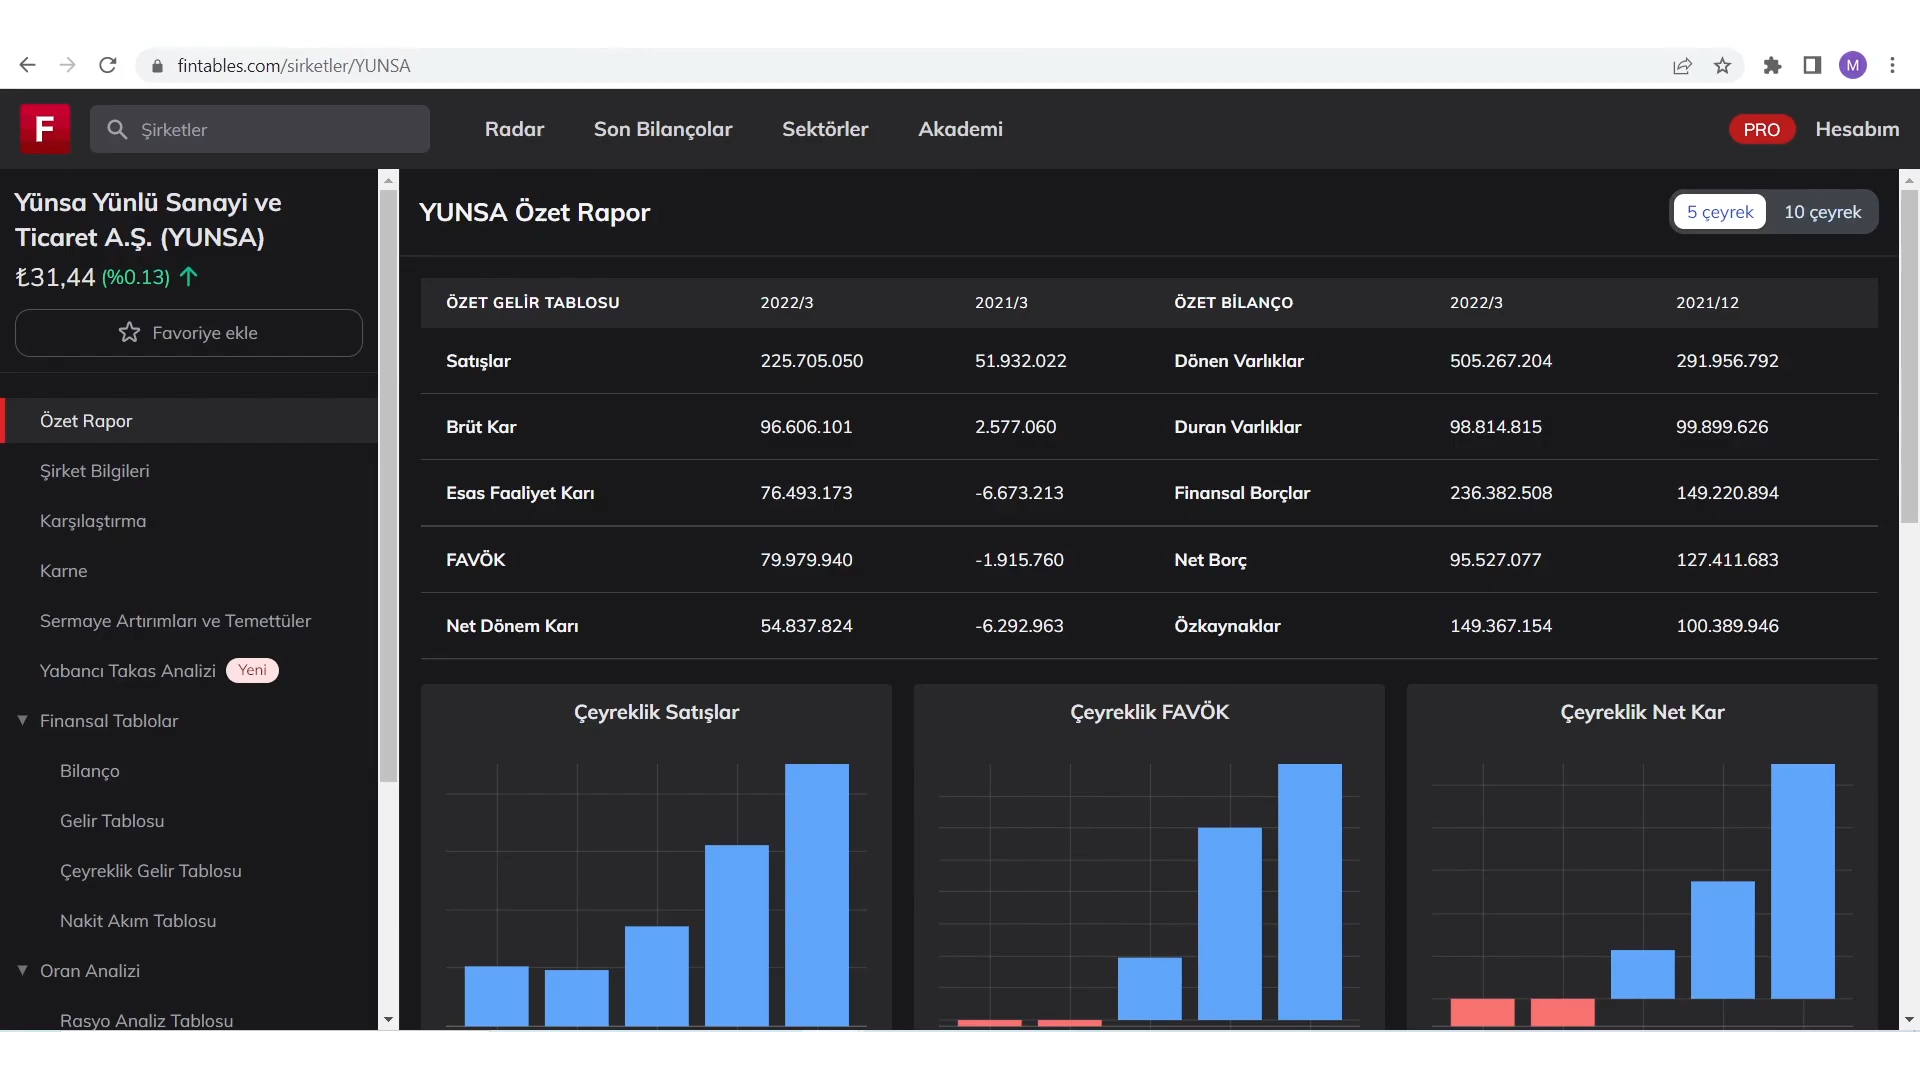 fintables.com/sirketler/YUNSA
M
F
Şirketler
Radar
Son Bilançolar
Sektörler
Akademi
PRO
Hesabım
Yünsa Yünlü Sanayi ve
Ticaret A.Ş. (YUNSA)
₺31,44 (%0.13)
Favoriye ekle
Özet Rapor
Şirket Bilgileri
Karşılaştırma
Karne
Sermaye Artırımları ve Temettüler
Yabancı Takas Analizi Yeni
Finansal Tablolar
Bilanço
Gelir Tablosu
Çeyreklik Gelir Tablosu
Nakit Akım Tablosu
Oran Analizi
Rasyo Analiz Tablosu
YUNSA Özet Rapor
5 çeyrek 10 çeyrek
ÖZET GELİR TABLOSU 2022/3 2021/3 ÖZET BİLANÇO 2022/3 2021/12
Satışlar 225.705.050 51.932.022 Dönen Varlıklar 505.267.204 291.956.792
Brüt Kar 96.606.101 2.577.060 Duran Varlıklar 98.814.815 99.899.626
Esas Faaliyet Karı 76.493.173 -6.673.213 Finansal Borçlar 236.382.508 149.220.894
FAVÖK 79.979.940 -1.915.760 Net Borç 95.527.077 127.411.683
Net Dönem Karı 54.837.824 -6.292.963 Özkaynaklar 149.367.154 100.389.946
Çeyreklik Satışlar
Çeyreklik FAVÖK
Çeyreklik Net Kar